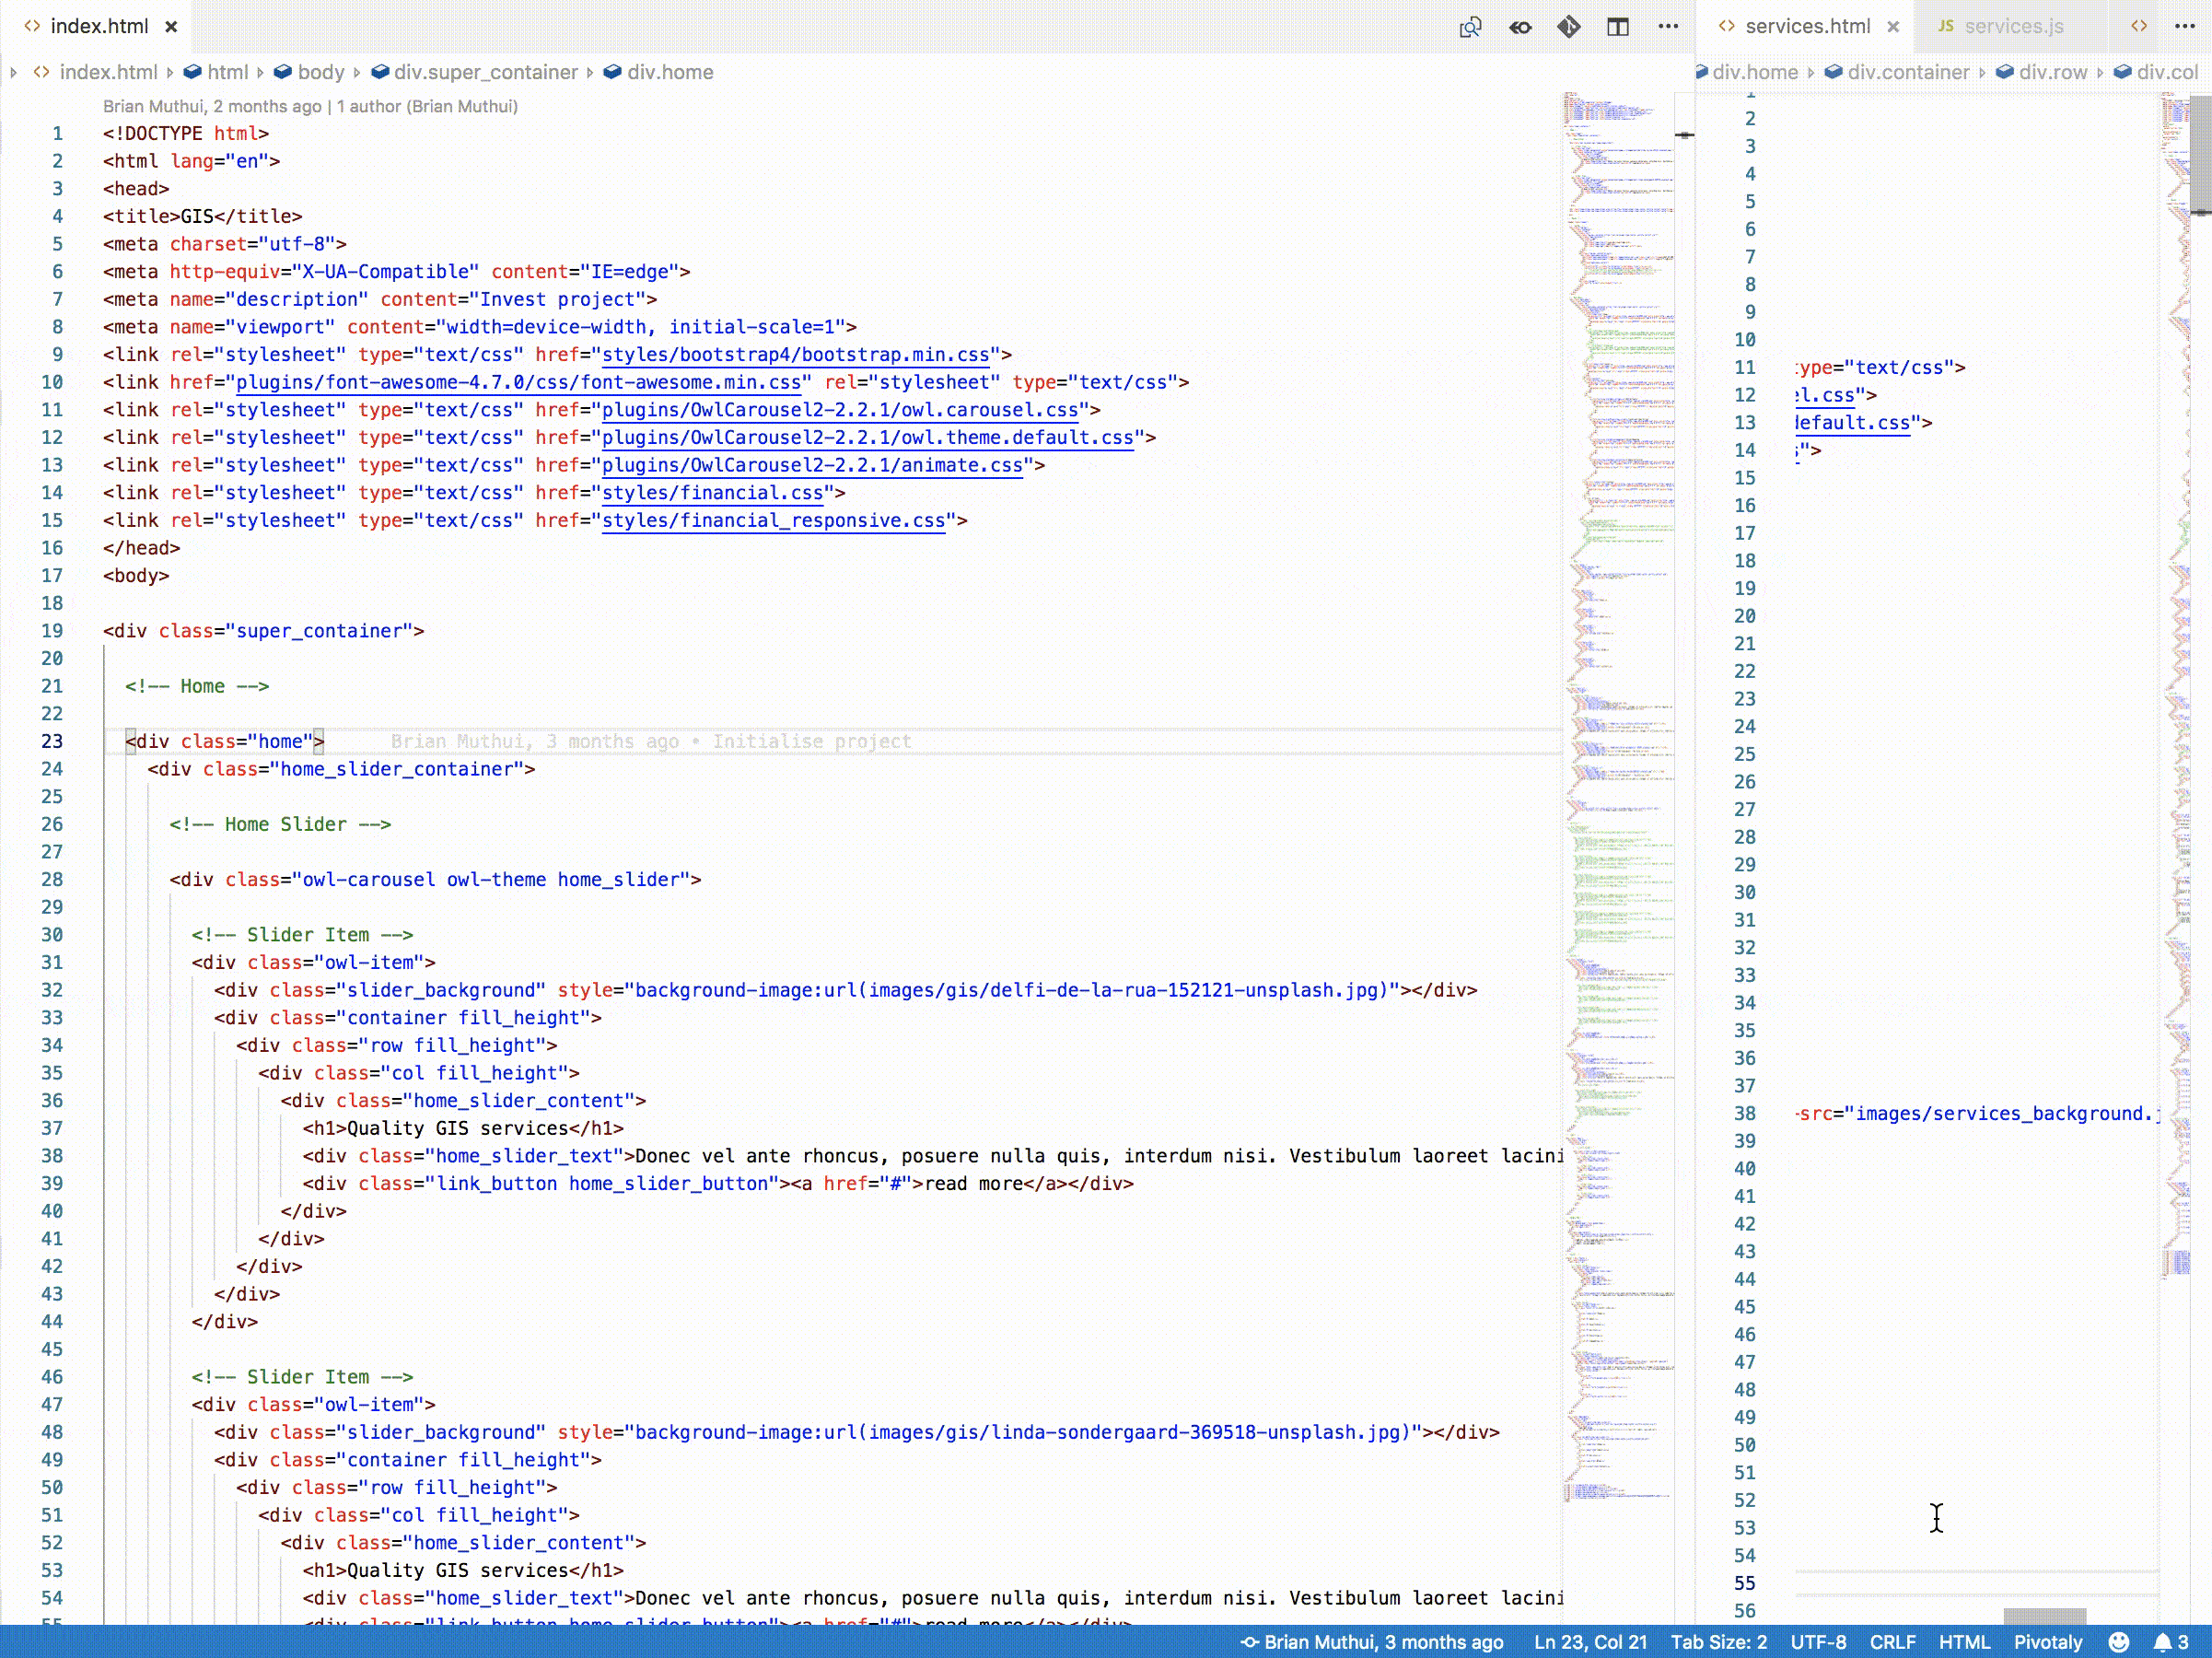 index.html
services.html
JS services.js
index.html html body div.super_container div.home
div.home div.container div.row div.col
Brian Muthui, 2 months ago | 1 author (Brian Muthui)
1 <!DOCTYPE html>
2 <html lang="en">
3 <head>
4 <title>GIS</title>
5 <meta charset="utf-8">
6 <meta http-equiv="X-UA-Compatible" content="IE=edge">
7 <meta name="description" content="Invest project">
8 <meta name="viewport" content="width=device-width, initial-scale=1">
9 <link rel="stylesheet" type="text/css" href="styles/bootstrap4/bootstrap.min.css">
10 <link href="plugins/font-awesome-4.7.0/css/font-awesome.min.css" rel="stylesheet" type="text/css">
11 <link rel="stylesheet" type="text/css" href="plugins/OwlCarousel2-2.2.1/owl.carousel.css">
12 <link rel="stylesheet" type="text/css" href="plugins/OwlCarousel2-2.2.1/owl.theme.default.css">
13 <link rel="stylesheet" type="text/css" href="plugins/OwlCarousel2-2.2.1/animate.css">
14 <link rel="stylesheet" type="text/css" href="styles/financial.css">
15 <link rel="stylesheet" type="text/css" href="styles/financial_responsive.css">
16 </head>
17 <body>
18
19 <div class="super_container">
20
21 <!-- Home -->
22
23 <div class="home"> Brian Muthui, 3 months ago • Initialise project
24 <div class="home_slider_container">
25
26 <!-- Home Slider -->
27
28 <div class="owl-carousel owl-theme home_slider">
29
30 <!-- Slider Item -->
31 <div class="owl-item">
32 <div class="slider_background" style="background-image:url(images/gis/delfi-de-la-rua-152121-unsplash.jpg)"></div>
33 <div class="container fill_height">
34 <div class="row fill_height">
35 <div class="col fill_height">
36 <div class="home_slider_content">
37 <h1>Quality GIS services</h1>
38 <div class="home_slider_text">Donec vel ante rhoncus, posuere nulla quis, interdum nisi. Vestibulum laoreet lacini
39 <div class="link_button home_slider_button"><a href="#">read more</a></div>
40 </div>
41 </div>
42 </div>
43 </div>
44 </div>
45
46 <!-- Slider Item -->
47 <div class="owl-item">
48 <div class="slider_background" style="background-image:url(images/gis/linda-sondergaard-369518-unsplash.jpg)"></div>
49 <div class="container fill_height">
50 <div class="row fill_height">
51 <div class="col fill_height">
52 <div class="home_slider_content">
53 <h1>Quality GIS services</h1>
54 <div class="home_slider_text">Donec vel ante rhoncus, posuere nulla quis, interdum nisi. Vestibulum laoreet lacini
55 <div class="link_button home_slider_button"><a href="#">read more</a></div>
1
2
3
4
5
6
7
8
9
10
11 type="text/css">
12 el.css">
13 default.css">
14 ">
15
16
17
18
19
20
21
22
23
24
25
26
27
28
29
30
31
32
33
34
35
36
37
38 -src="images/services_background.j
39
40
41
42
43
44
45
46
47
48
49
50
51
52
53
54
55
56
Brian Muthui, 3 months ago Ln 23, Col 21 Tab Size: 2 UTF-8 CRLF HTML Pivotaly 3